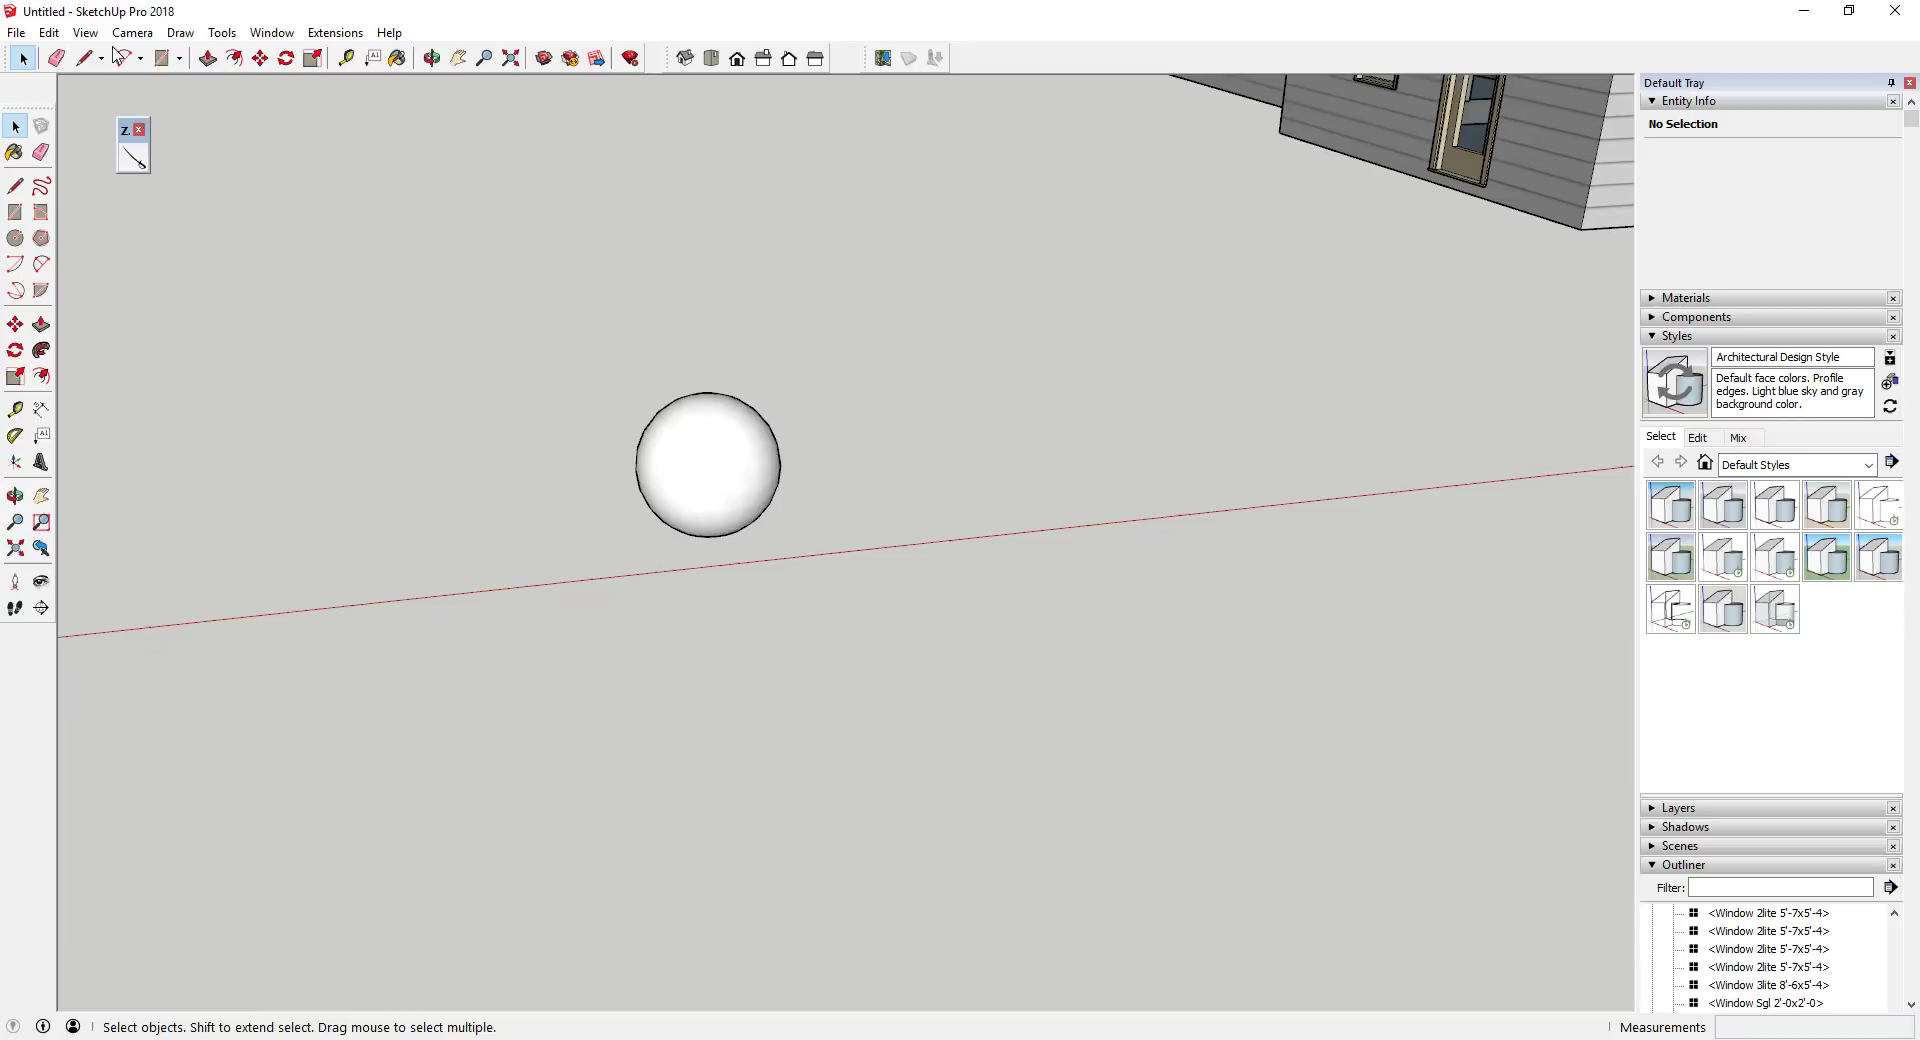 Untitled - SketchUp Pro 2018
File Edit View Camera Draw Tools Window Extensions Help
A1
Z.
Default Tray
Entity Info
No Selection
Materials
Components
Styles
Architectural Design Style
Default face colors. Profile
edges. Light blue sky and gray
background color.
Select Edit Mix
Default Styles
A1
Layers
Shadows
Scenes
Outliner
Filter:
<Window 2lite 5'-7x5'-4>
<Window 2lite 5'-7x5'-4>
<Window 2lite 5'-7x5'-4>
<Window 2lite 5'-7x5'-4>
<Window 3lite 8'-6x5'-4>
<Window Sgl 2'-0x2'-0>
Select objects. Shift to extend select. Drag mouse to select multiple.
Measurements